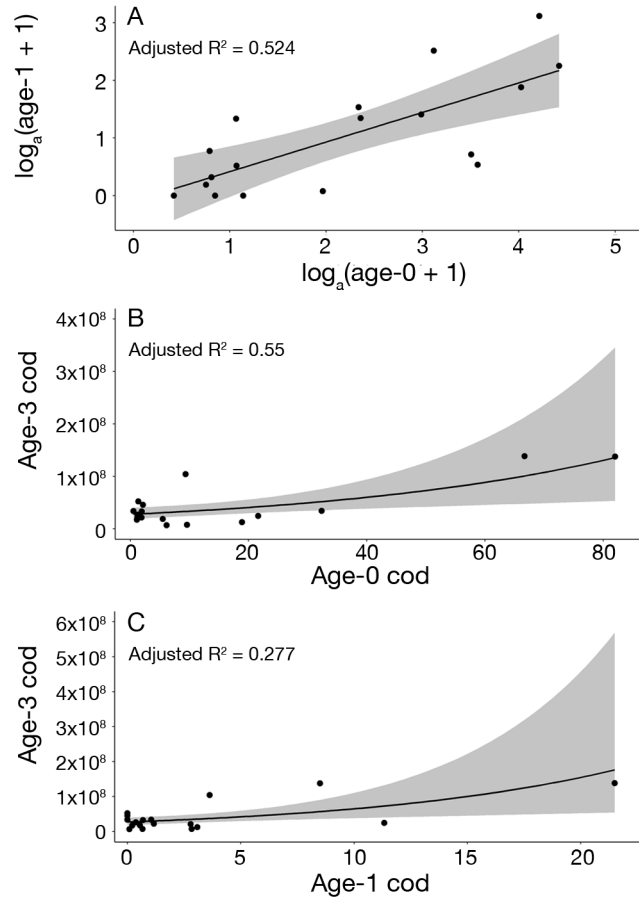 A
Adjusted R² = 0.524
3
2
1
0
logₐ(age-1 + 1)
0 1 2 3 4 5
logₐ(age-0 + 1)
B
Adjusted R² = 0.55
4x10⁸
3x10⁸
2x10⁸
1x10⁸
0
Age-3 cod
0 20 40 60 80
Age-0 cod
C
Adjusted R² = 0.277
6x10⁸
5x10⁸
4x10⁸
3x10⁸
2x10⁸
1x10⁸
0
Age-3 cod
0 5 10 15 20
Age-1 cod